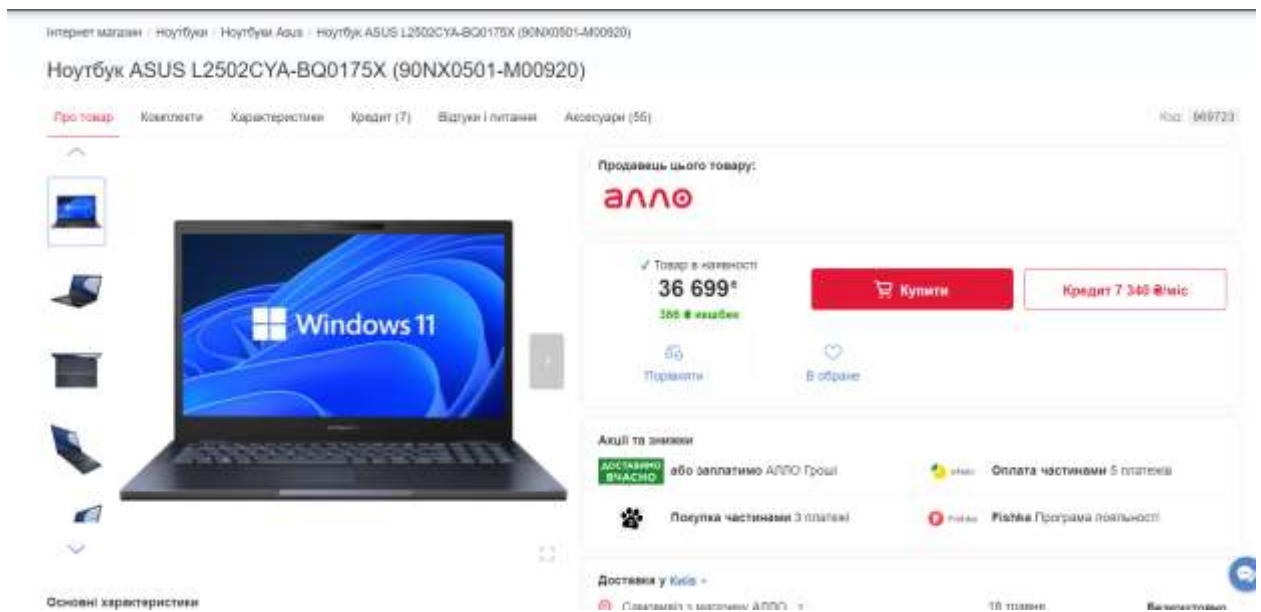 Інтернет магазин / Ноутбуки / Ноутбуки Asus / Ноутбук ASUS L2502CYA-BQ0175X (90NX0501-M00920)
Ноутбук ASUS L2502CYA-BQ0175X (90NX0501-M00920)
Про товар Комплекти Характеристики Кредит (7) Відгуки і питання Аксесуари (55) Код: 969723
Продавець цього товару:
алло
✓ Товар в наявності
36 699₴
Купити
Кредит 7 340 ₴/міс
₴ кешбек
Порівняти
В обране
Windows 11
Акції та знижки
ДОСТАВИМО ВЧАСНО або заплатимо АЛЛО Гроші
Оплата частинами 5 платежів
Покупка частинами 3 платежі
Fishka Програма лояльності
Доставка у Київ
Основні характеристики
Самовивіз з магазину АЛЛО
травня
Безкоштовно